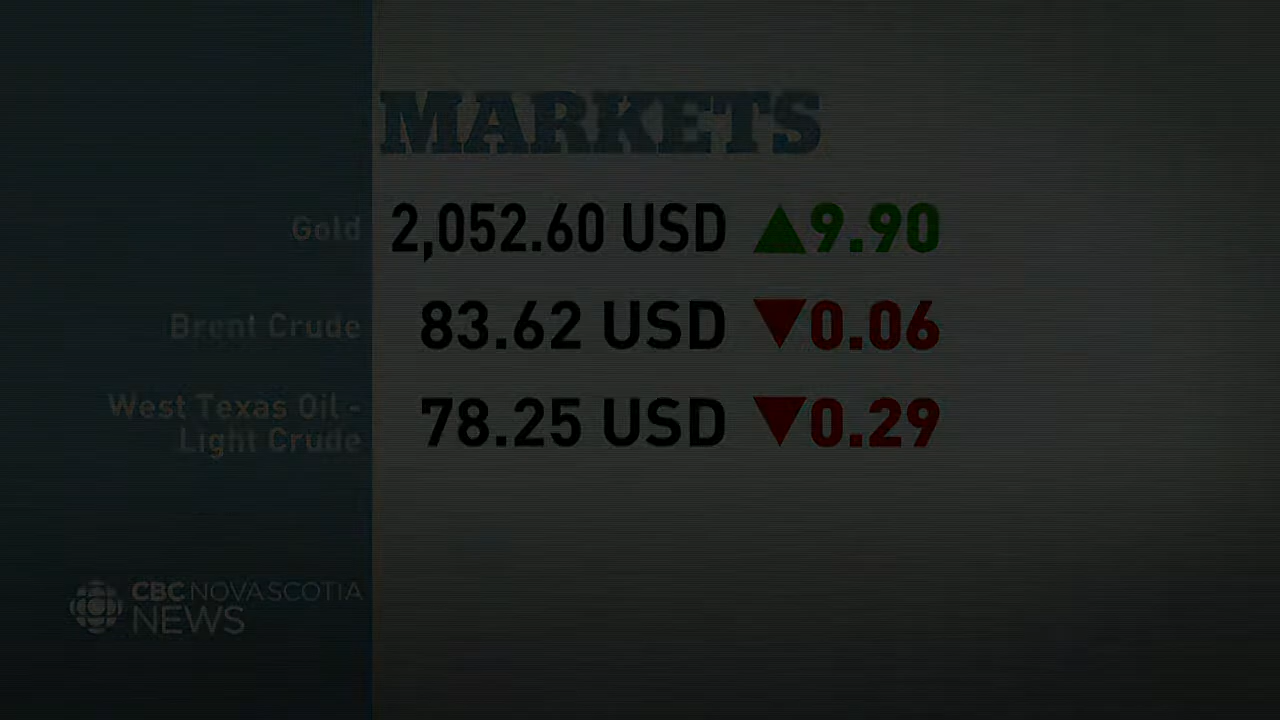 MARKETS
Gold 2,052.60 USD ▲9.90
Brent Crude 83.62 USD ▼0.06
West Texas Oil -
Light Crude 78.25 USD ▼0.29
CBC NOVA SCOTIA
NEWS